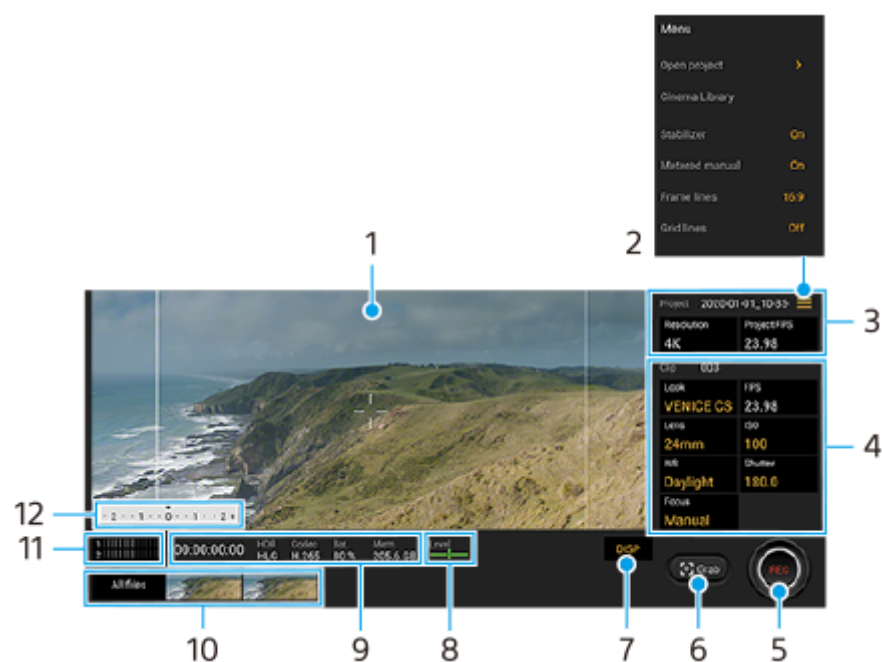 Menu
Open project >
Cinema Library
Stabilizer On
Metered manual On
Frame lines 16:9
Grid lines Off
1
2
Project 2020-01-01_10-35-
Resolution Project FPS
4K 23.98
3
Clip 003
Look FPS
VENICE CS 23.98
Lens ISO
24mm 100
WB Shutter
Daylight 180.0
Focus
Manual
4
- 2 · · 1 · · 0 · · 1 · · 2 +
12
11
1
2
00:00:00:00
HDR Codec Bat. Mem.
HLG H.265 80% 205.6 GB
Level
DISP
Grab
REC
All files
10
9
8
7
6
5